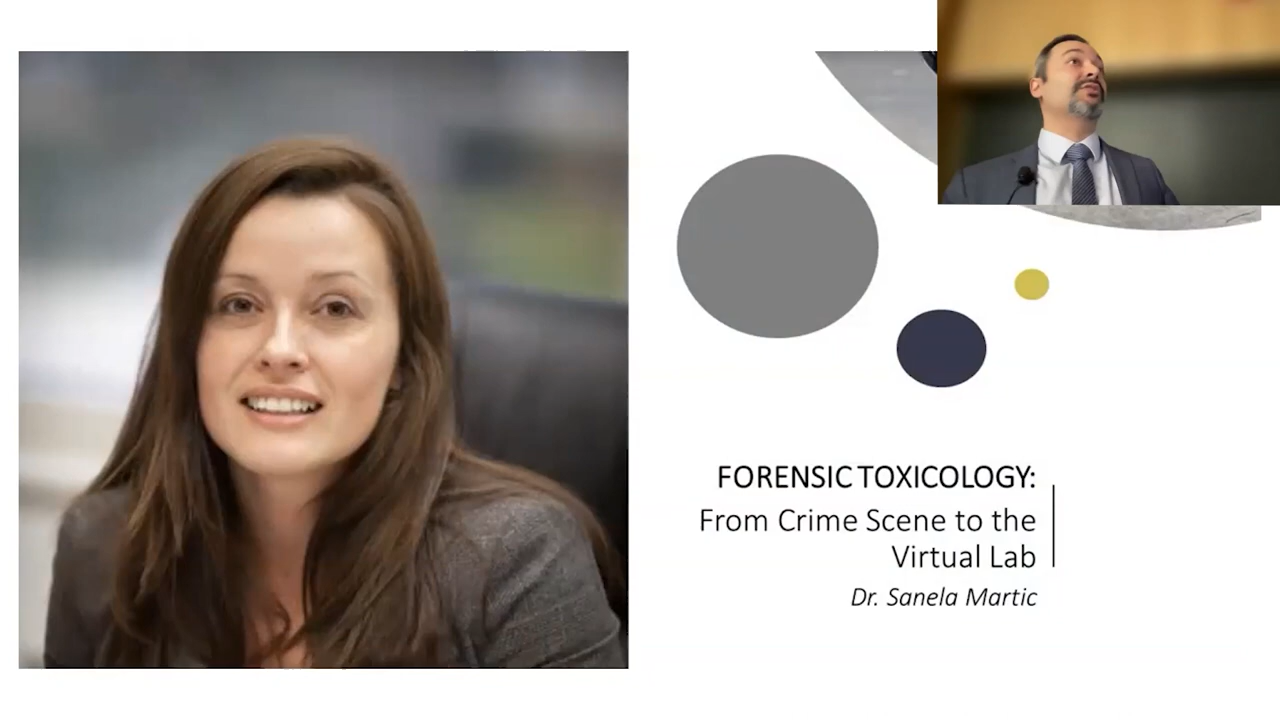 FORENSIC TOXICOLOGY:
From Crime Scene to the
Virtual Lab
Dr. Sanela Martic